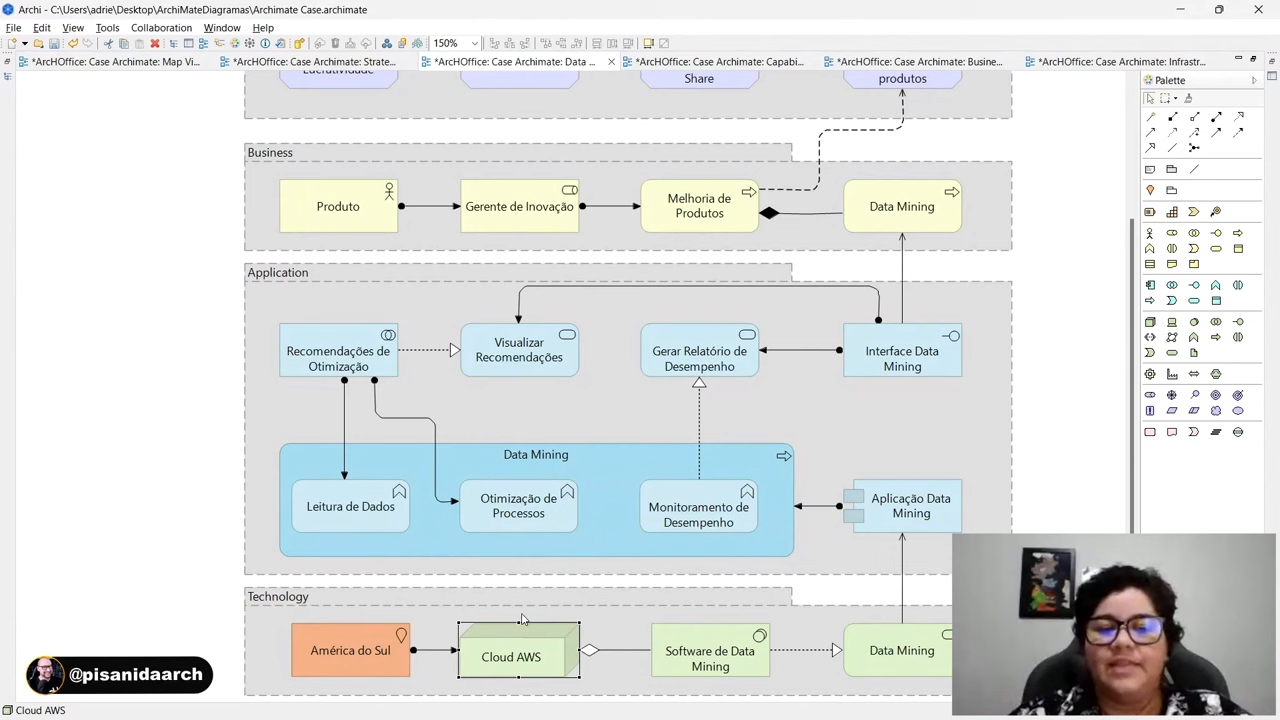 Archi - C:\Users\adrie\Desktop\ArchiMateDiagramas\Archimate Case.archimate
File Edit View Tools Collaboration Window Help
150%
*ArcHOffice: Case Archimate: Map Vi...
*ArcHOffice: Case Archimate: Strate...
*ArcHOffice: Case Archimate: Data ...
*ArcHOffice: Case Archimate: Capabi...
*ArcHOffice: Case Archimate: Busine...
*ArcHOffice: Case Archimate: Infrastr...
Palette
Lucratividade
Share
produtos
Business
Produto
Gerente de Inovação
Melhoria de
Produtos
Data Mining
Application
Recomendações de
Otimização
Visualizar
Recomendações
Gerar Relatório de
Desempenho
Interface Data
Mining
Data Mining
Leitura de Dados
Otimização de
Processos
Monitoramento de
Desempenho
Aplicação Data
Mining
Technology
América do Sul
Cloud AWS
Software de Data
Mining
Data Mining
@pisanidaarch
Cloud AWS